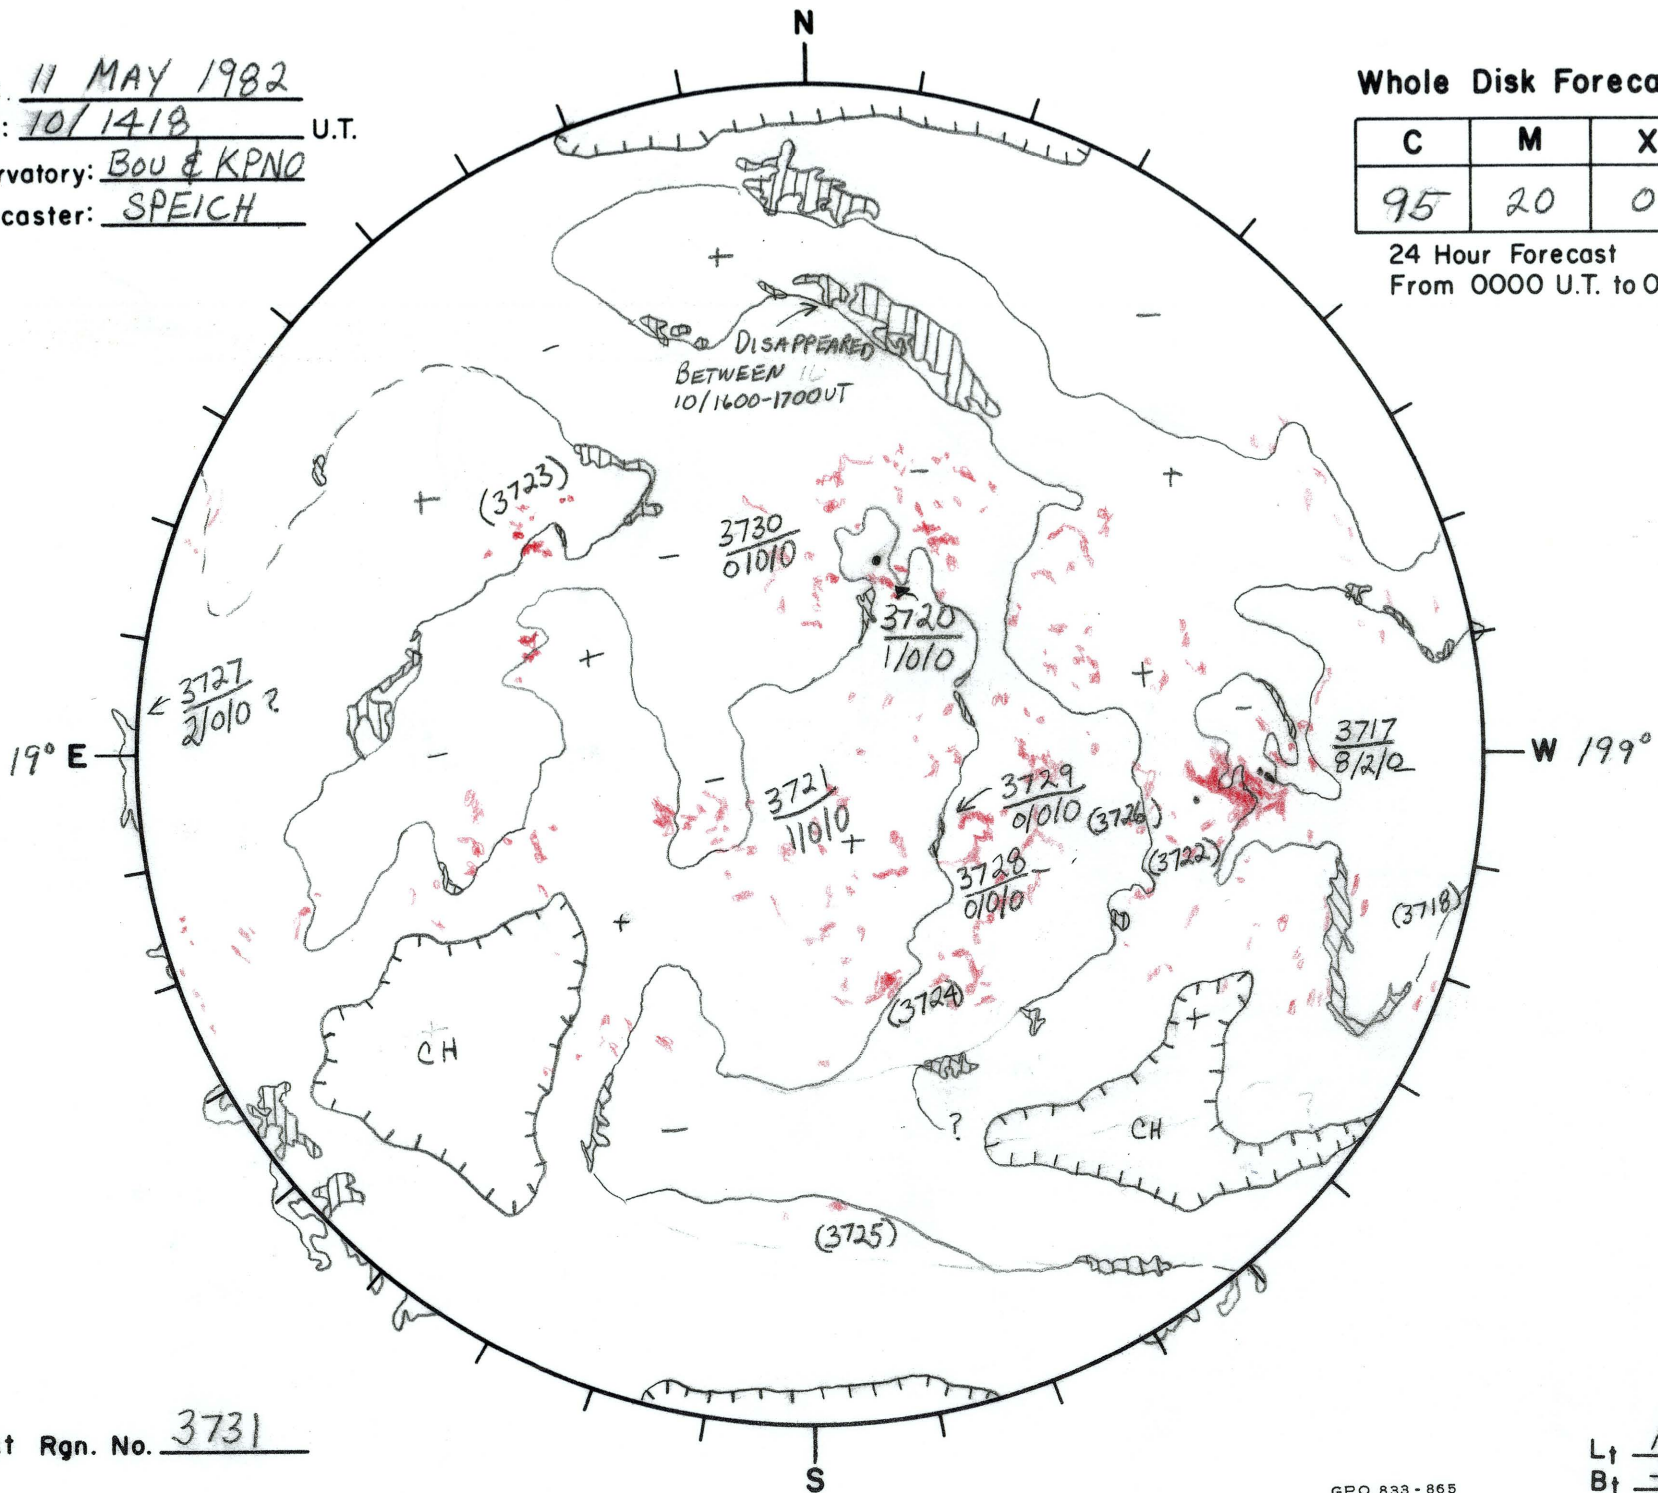 N
11 MAY 1982
: 10/1418 U.T.
rvatory: BOU & KPNO
caster: SPEICH
Whole Disk Foreca
C M X
95 20 0
24 Hour Forecast
From 0000 U.T. to 0
+
−
−
DISAPPEARED
BETWEEN
10/1600-1700UT
+
(3723)
−
+
3730
0/0/0
−
3720
1/0/0
+
+
← 3727
2/0/0 ?
−
3717
8/2/0
19° E
W 199°
−
−
3721
1/0/0
+
← 3729
0/0/0
(3726)
(3722)
3728
0/0/0
−
(3718)
+
(3724)
+
CH
CH
?
−
(3725)
t Rgn. No. 3731
S
Lt
Bt
GPO 833-865